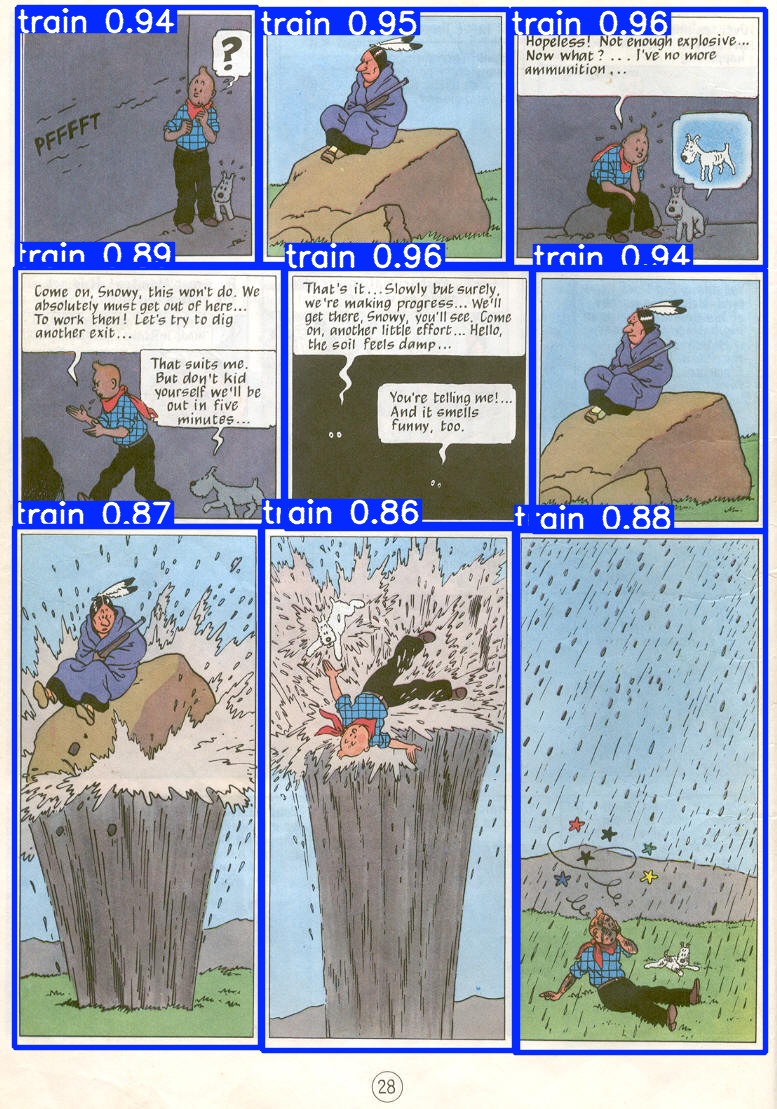 train 0.94
train 0.95
train 0.96
?
PFFFFT
Hopeless! Not enough explosive...
Now what? ... I've no more
ammunition ...
train 0.89
train 0.96
train 0.94
Come on, Snowy, this won't do. We
absolutely must get out of here...
To work then! Let's try to dig
another exit...
That suits me.
But don't kid
yourself we'll be
out in five
minutes...
That's it... Slowly but surely,
we're making progress... We'll
get there, Snowy, you'll see. Come
on, another little effort... Hello,
the soil feels damp...
You're telling me!...
And it smells
funny, too.
train 0.87
train 0.86
train 0.88
28